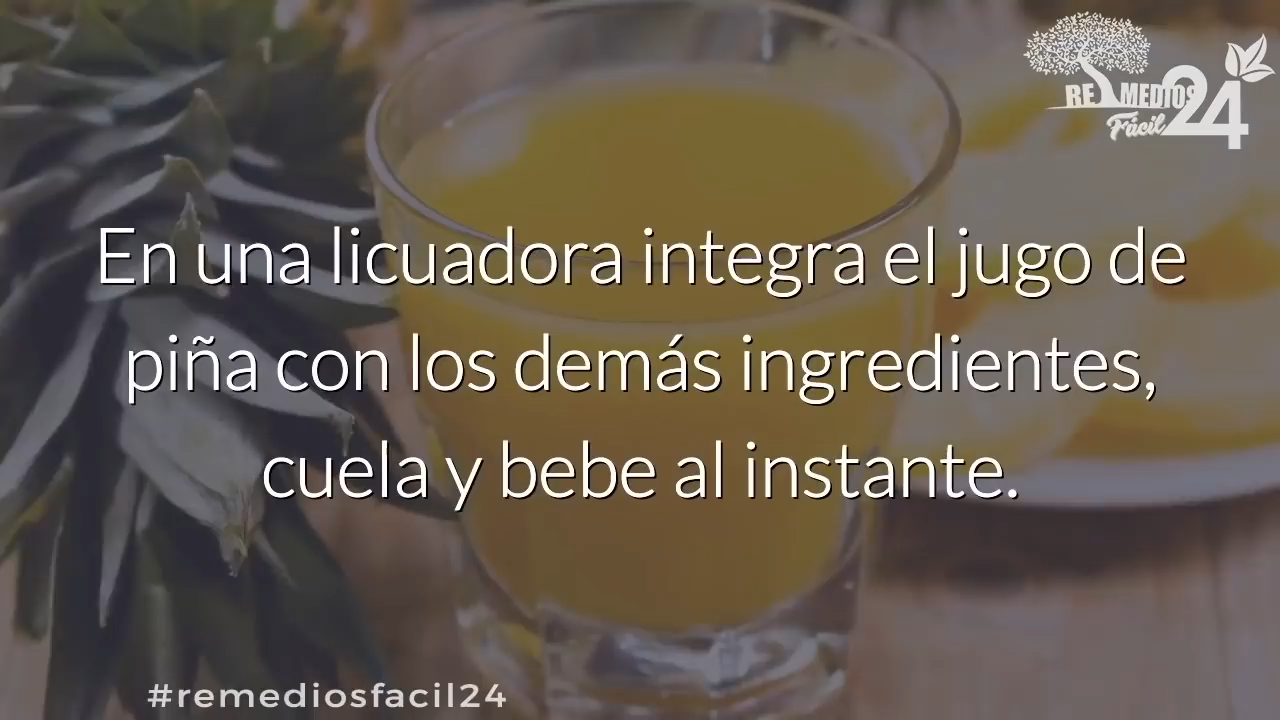 REMEDIOS
Fácil 24
En una licuadora integra el jugo de
piña con los demás ingredientes,
cuela y bebe al instante.
#remediosfacil24